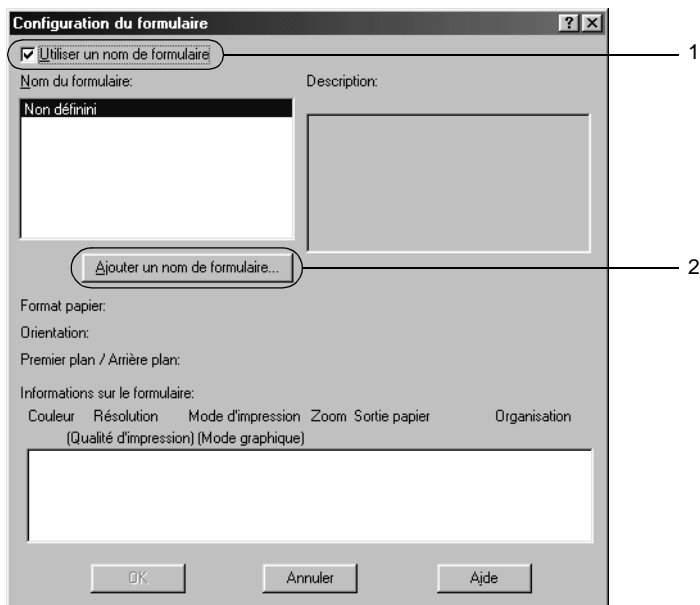 Configuration du formulaire
Utiliser un nom de formulaire
1
Nom du formulaire:
Description:
Non définini
Ajouter un nom de formulaire...
2
Format papier:
Orientation:
Premier plan / Arrière plan:
Informations sur le formulaire:
Couleur Résolution Mode d'impression Zoom Sortie papier Organisation
(Qualité d'impression) (Mode graphique)
OK Annuler Aide